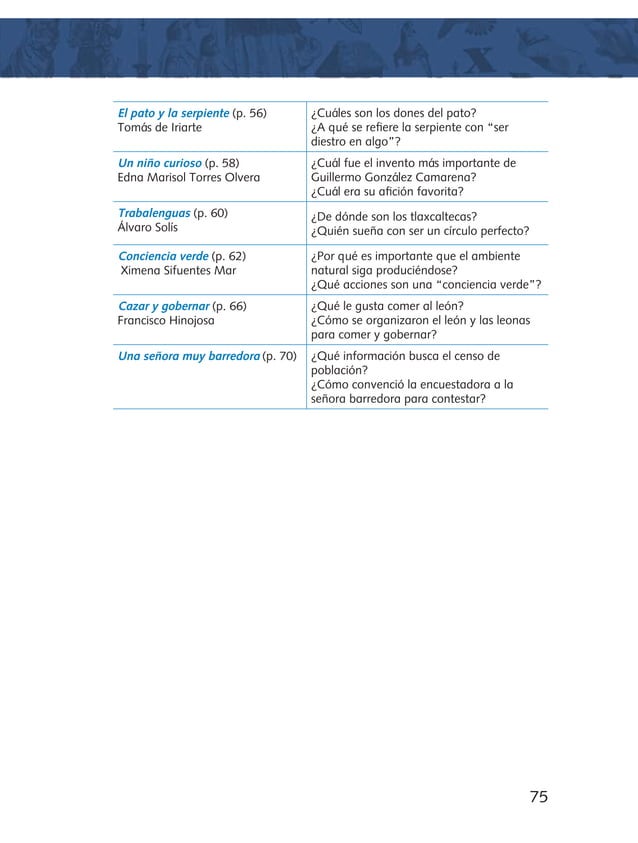 El pato y la serpiente (p. 56)
Tomás de Iriarte
¿Cuáles son los dones del pato?
¿A qué se refiere la serpiente con “ser
diestro en algo”?
Un niño curioso (p. 58)
Edna Marisol Torres Olvera
¿Cuál fue el invento más importante de
Guillermo González Camarena?
¿Cuál era su afición favorita?
Trabalenguas (p. 60)
Álvaro Solís
¿De dónde son los tlaxcaltecas?
¿Quién sueña con ser un círculo perfecto?
Conciencia verde (p. 62)
Ximena Sifuentes Mar
¿Por qué es importante que el ambiente
natural siga produciéndose?
¿Qué acciones son una “conciencia verde”?
Cazar y gobernar (p. 66)
Francisco Hinojosa
¿Qué le gusta comer al león?
¿Cómo se organizaron el león y las leonas
para comer y gobernar?
Una señora muy barredora (p. 70)
¿Qué información busca el censo de
población?
¿Cómo convenció la encuestadora a la
señora barredora para contestar?
75